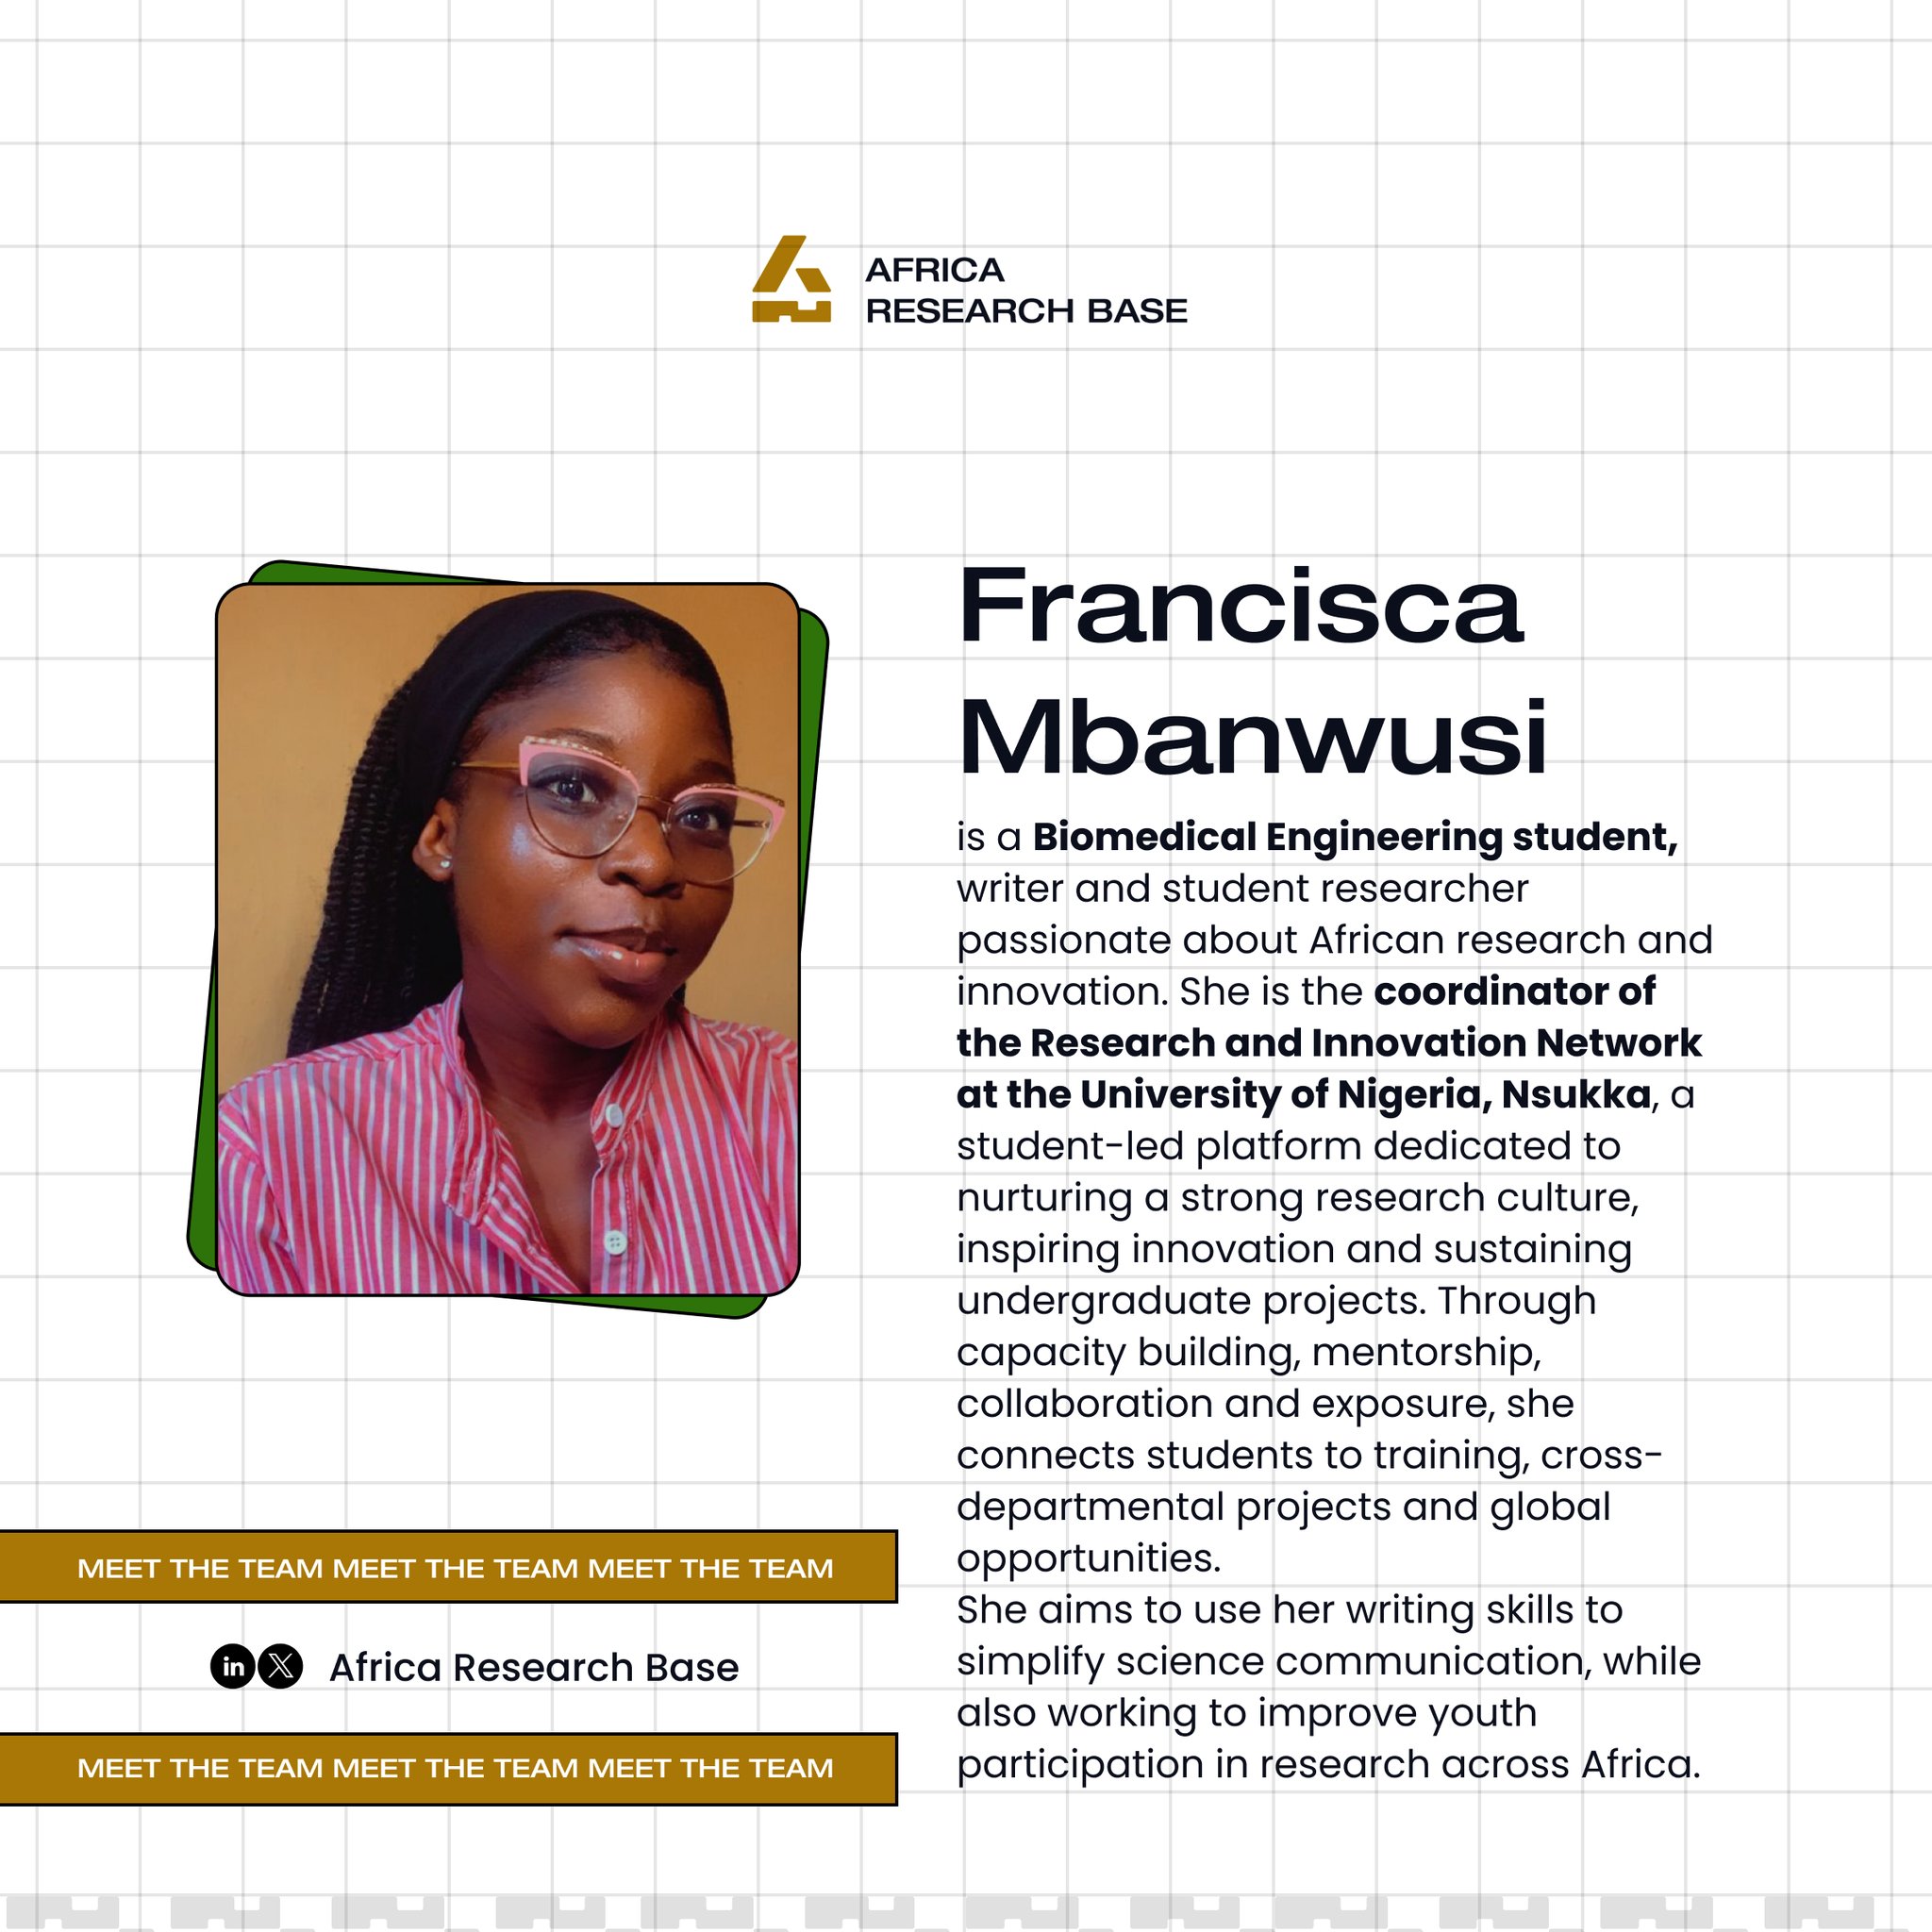 AFRICA
RESEARCH BASE
Francisca
Mbanwusi
is a Biomedical Engineering student,
writer and student researcher
passionate about African research and
innovation. She is the coordinator of
the Research and Innovation Network
at the University of Nigeria, Nsukka, a
student-led platform dedicated to
nurturing a strong research culture,
inspiring innovation and sustaining
undergraduate projects. Through
capacity building, mentorship,
collaboration and exposure, she
connects students to training, cross-
departmental projects and global
opportunities.
She aims to use her writing skills to
simplify science communication, while
also working to improve youth
participation in research across Africa.
MEET THE TEAM MEET THE TEAM MEET THE TEAM
in X Africa Research Base
MEET THE TEAM MEET THE TEAM MEET THE TEAM